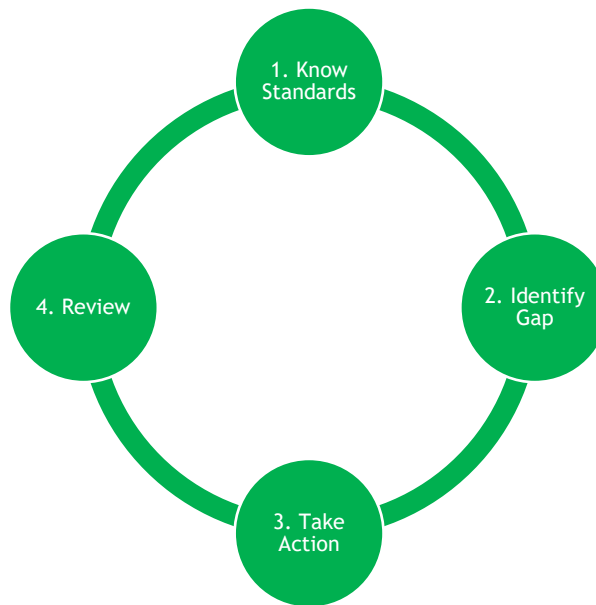 1. Know
Standards
2. Identify
Gap
3. Take
Action
4. Review